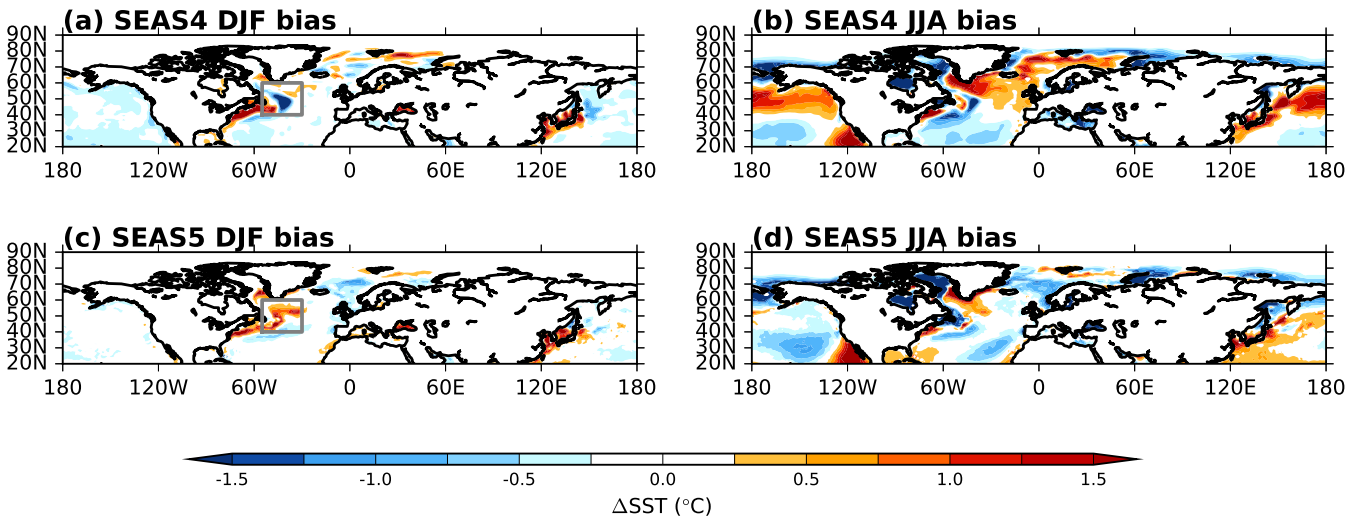 (a) SEAS4 DJF bias
90N
80N
70N
60N
50N
40N
30N
20N
180 120W 60W 0 60E 120E 180
(b) SEAS4 JJA bias
90N
80N
70N
60N
50N
40N
30N
20N
180 120W 60W 0 60E 120E 180
(c) SEAS5 DJF bias
90N
80N
70N
60N
50N
40N
30N
20N
180 120W 60W 0 60E 120E 180
(d) SEAS5 JJA bias
90N
80N
70N
60N
50N
40N
30N
20N
180 120W 60W 0 60E 120E 180
-1.5 -1.0 -0.5 0.0 0.5 1.0 1.5
ΔSST (°C)